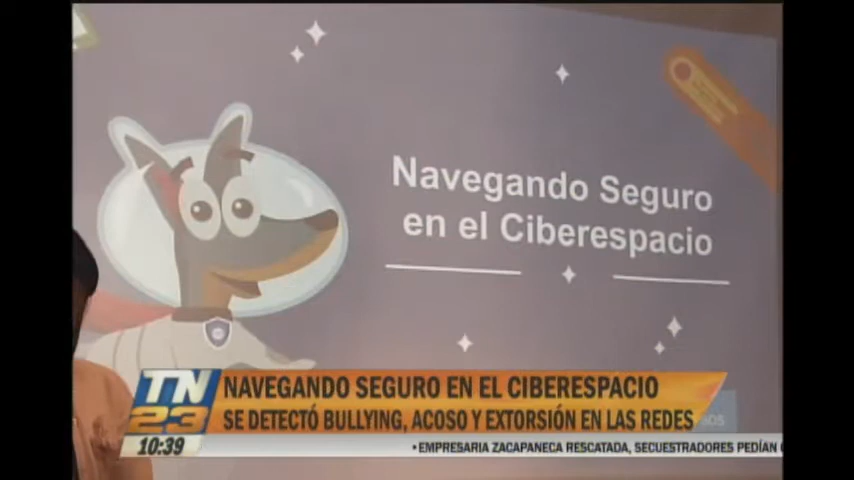 Navegando Seguro
en el Ciberespacio
TN
23
10:39
NAVEGANDO SEGURO EN EL CIBERESPACIO
SE DETECTÓ BULLYING, ACOSO Y EXTORSIÓN EN LAS REDES
•EMPRESARIA ZACAPANECA RESCATADA, SECUESTRADORES PEDÍAN